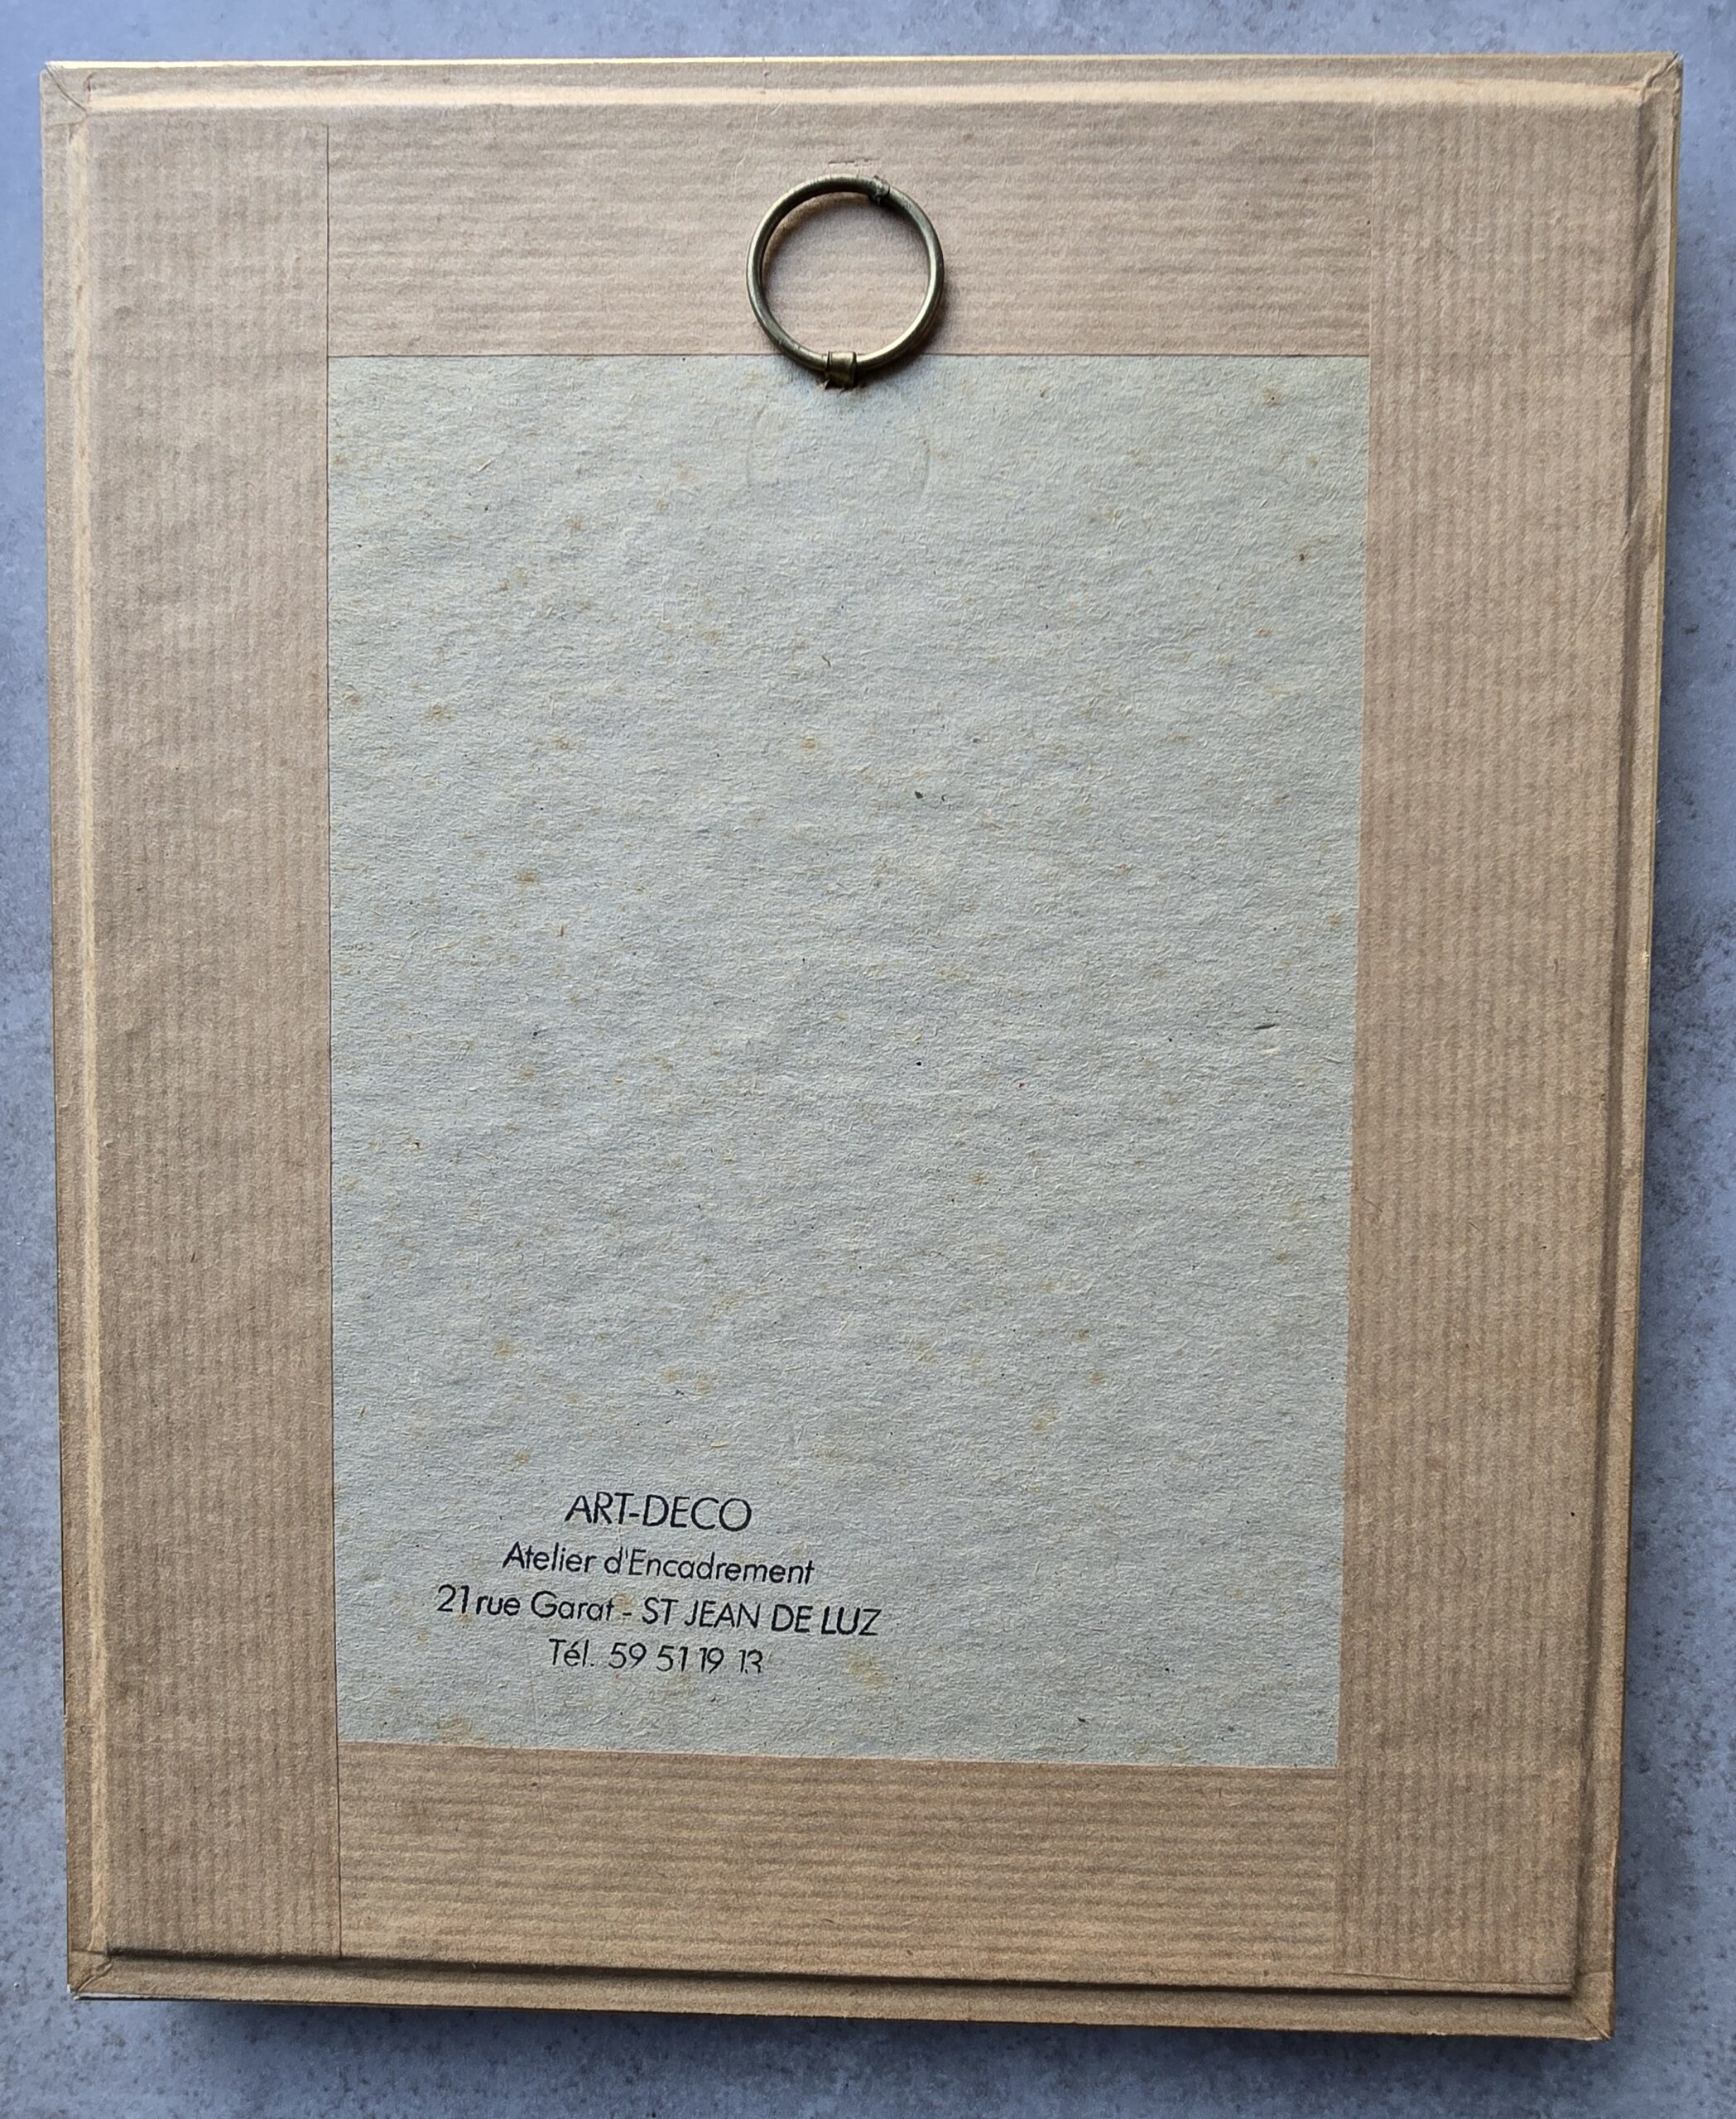 ART-DECO
Atelier d'Encadrement
21 rue Garat - ST JEAN DE LUZ
Tél. 59 51 19 13